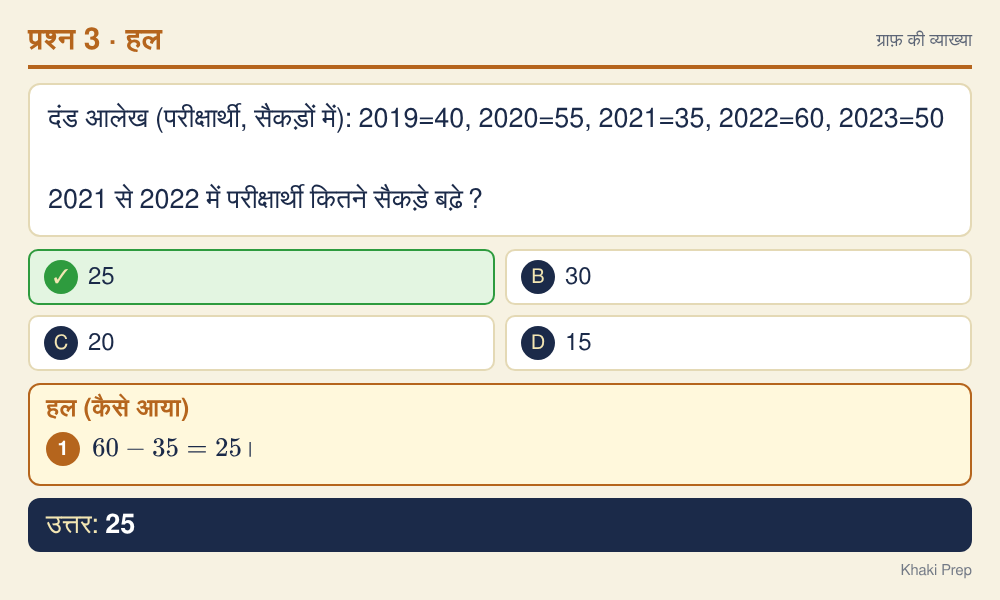 प्रश्न 3 · हल
ग्राफ़ की व्याख्या
दंड आलेख (परीक्षार्थी, सैकड़ों में): 2019=40, 2020=55, 2021=35, 2022=60, 2023=50
2021 से 2022 में परीक्षार्थी कितने सैकड़े बढ़े ?
✓ 25
B 30
C 20
D 15
हल (कैसे आया)
1 60 − 35 = 25।
उत्तर: 25
Khaki Prep